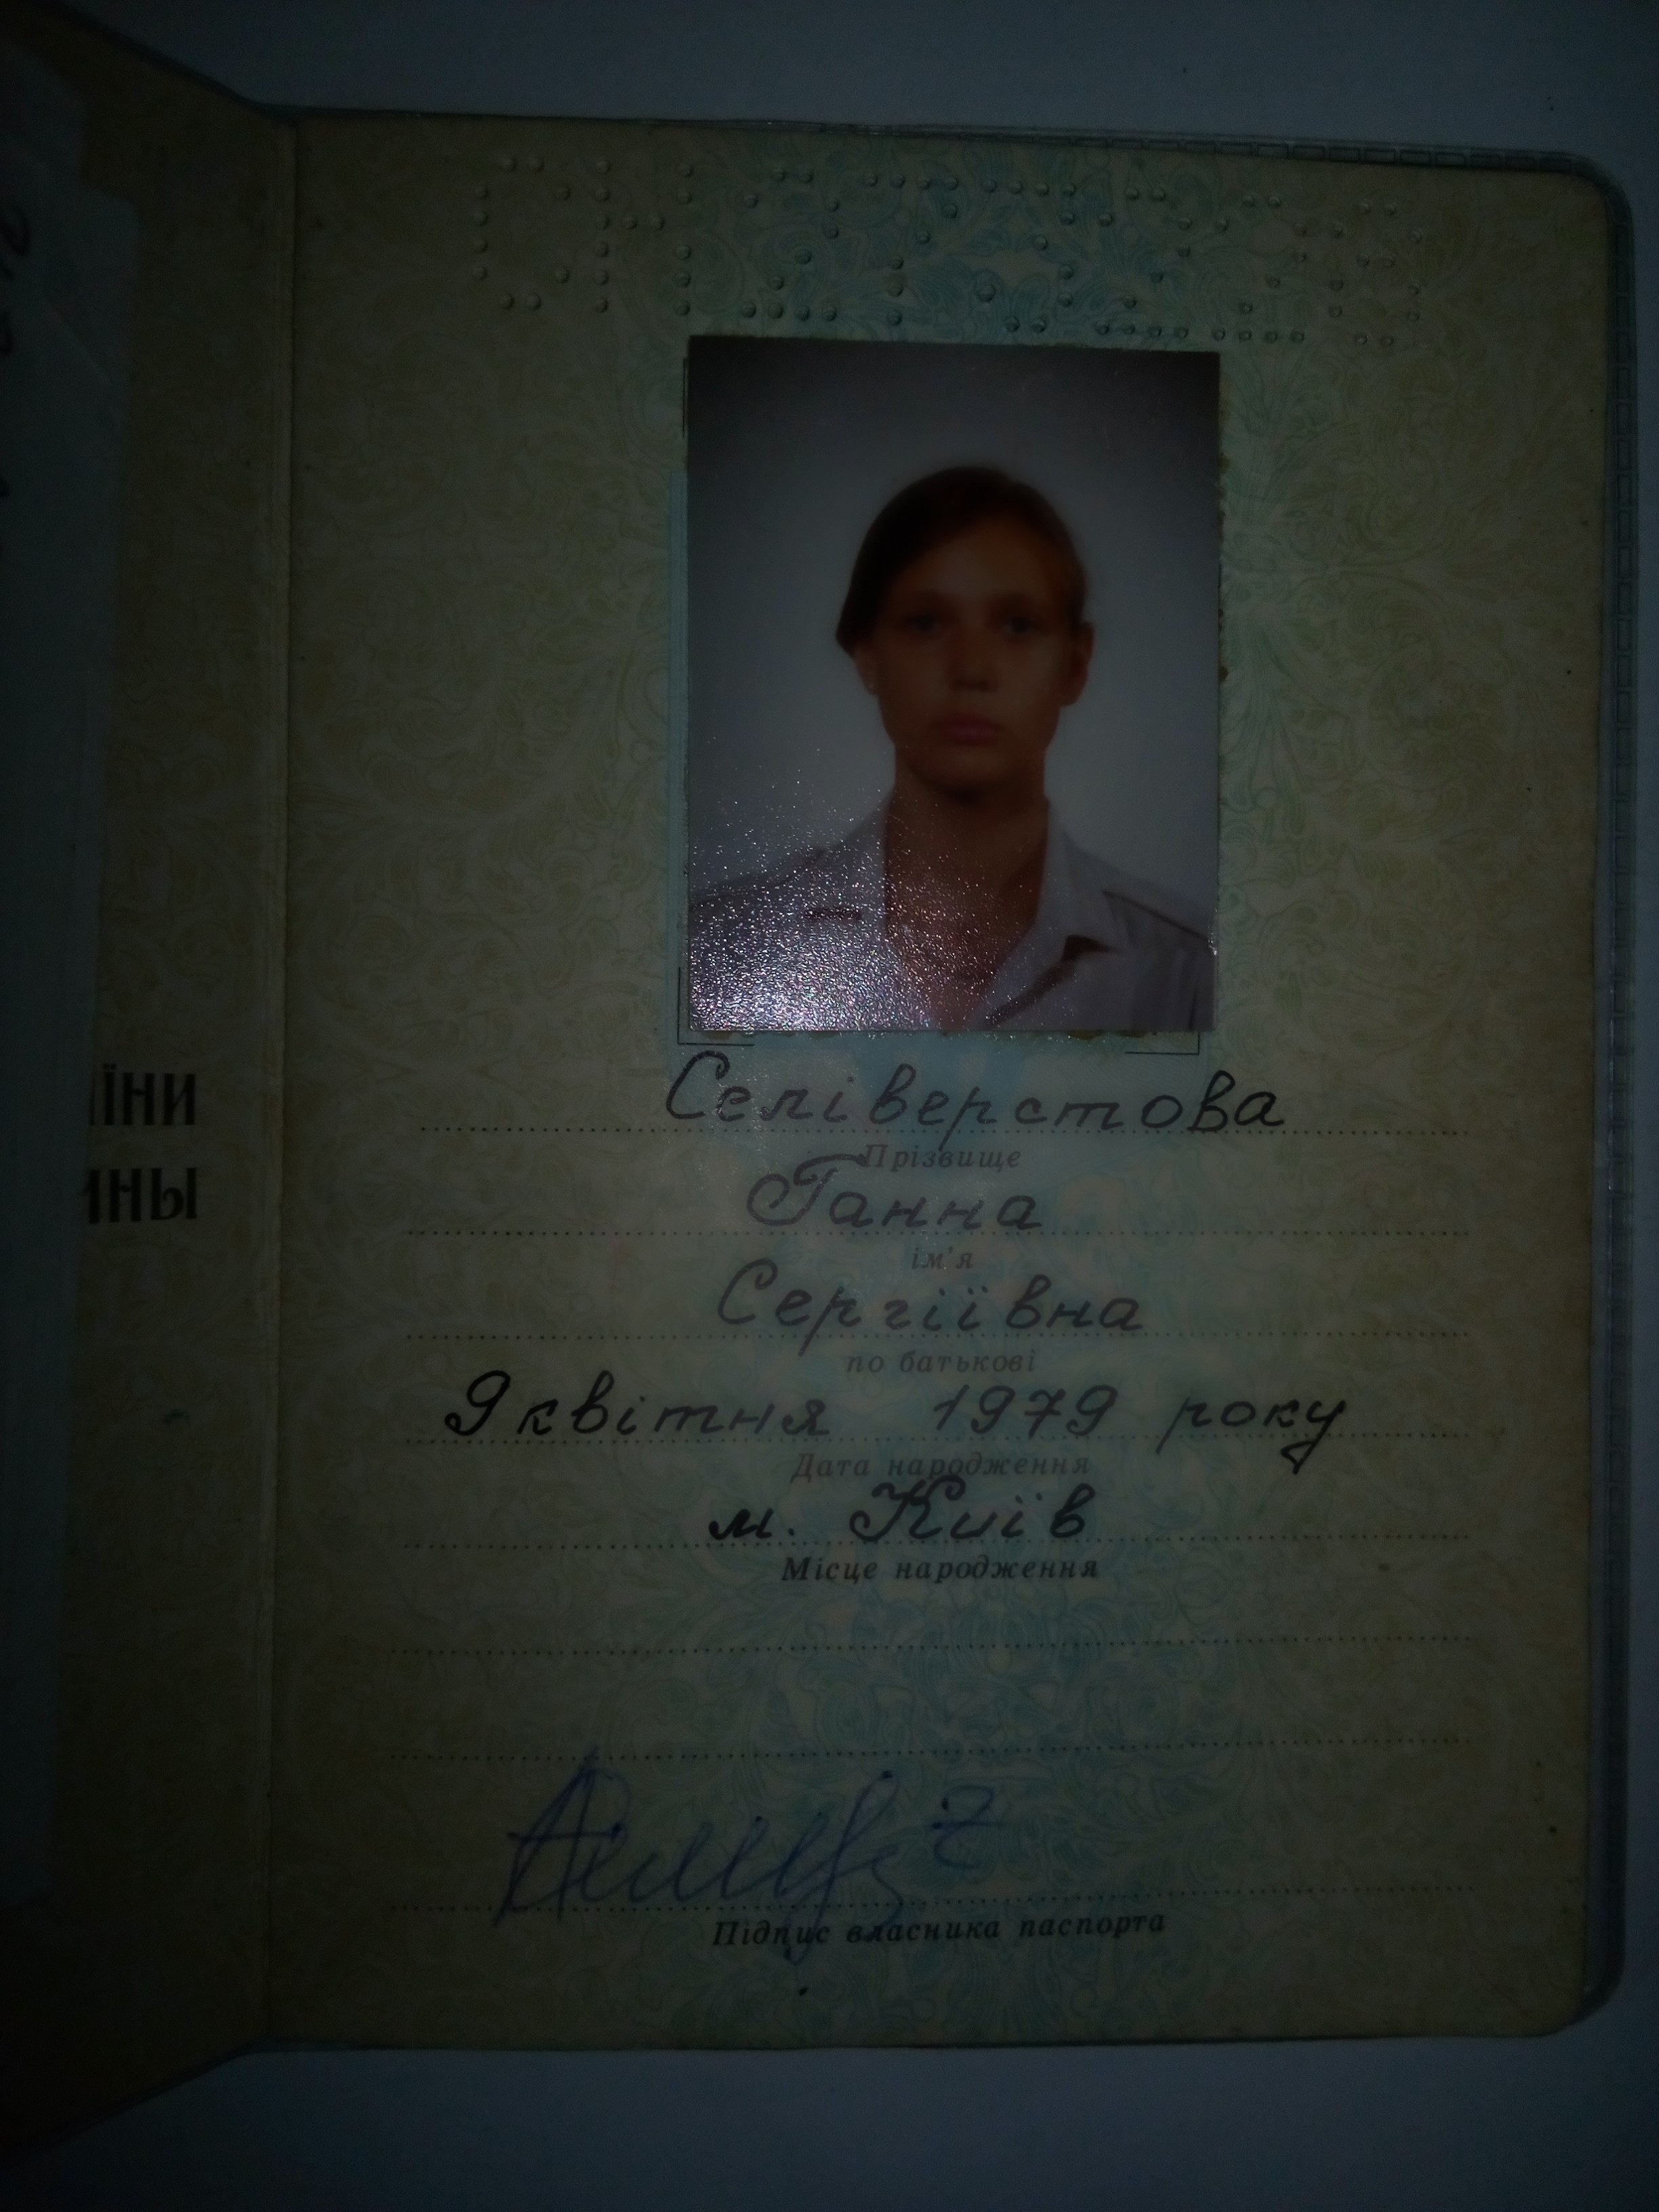 їни
ины
Селіверстова
Прізвище
Ганна
ім'я
Сергіївна
по батькові
9 квітня 1979 року
Дата народження
м. Київ
Місце народження
Підпис власника паспорта